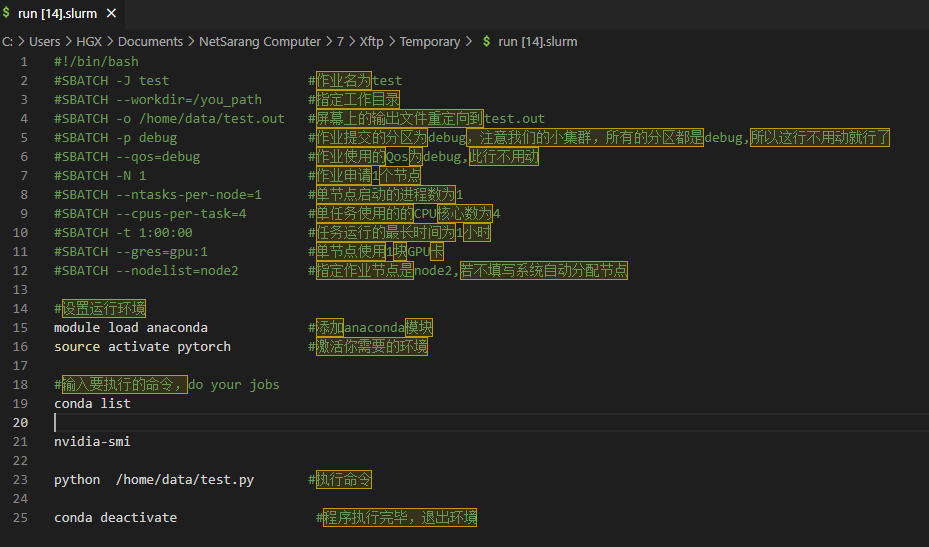 run [14].slurm
C: > Users > HGX > Documents > NetSarang Computer > 7 > Xftp > Temporary > $ run [14].slurm
1 #!/bin/bash
2 #SBATCH -J test #作业名为test
3 #SBATCH --workdir=/you_path #指定工作目录
4 #SBATCH -o /home/data/test.out #屏幕上的输出文件重定向到test.out
5 #SBATCH -p debug #作业提交的分区为debug，注意我们的小集群，所有的分区都是debug,所以这行不用动就行了
6 #SBATCH --qos=debug #作业使用的Qos为debug,此行不用动
7 #SBATCH -N 1 #作业申请1个节点
8 #SBATCH --ntasks-per-node=1 #单节点启动的进程数为1
9 #SBATCH --cpus-per-task=4 #单任务使用的的CPU核心数为4
10 #SBATCH -t 1:00:00 #任务运行的最长时间为1小时
11 #SBATCH --gres=gpu:1 #单节点使用1块GPU卡
12 #SBATCH --nodelist=node2 #指定作业节点是node2,若不填写系统自动分配节点
13
14 #设置运行环境
15 module load anaconda #添加anaconda模块
16 source activate pytorch #激活你需要的环境
17
18 #输入要执行的命令，do your jobs
19 conda list
20
21 nvidia-smi
22
23 python  /home/data/test.py #执行命令
24
25 conda deactivate #程序执行完毕，退出环境